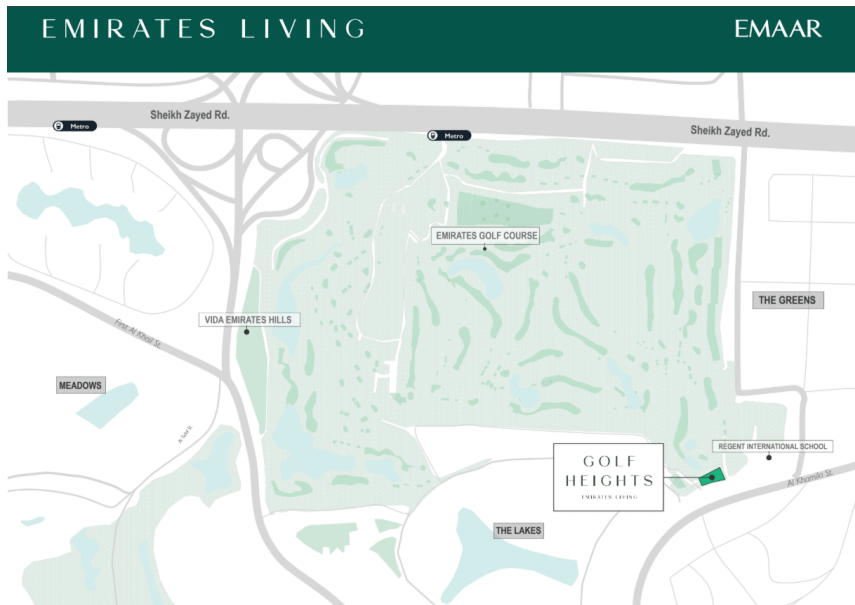 EMIRATES LIVING
EMAAR
Sheikh Zayed Rd.
Metro
Metro
Sheikh Zayed Rd.
EMIRATES GOLF COURSE
THE GREENS
VIDA EMIRATES HILLS
First Al Khail St.
MEADOWS
REGENT INTERNATIONAL SCHOOL
GOLF
HEIGHTS
EMIRATES LIVING
Al Khamila St.
THE LAKES